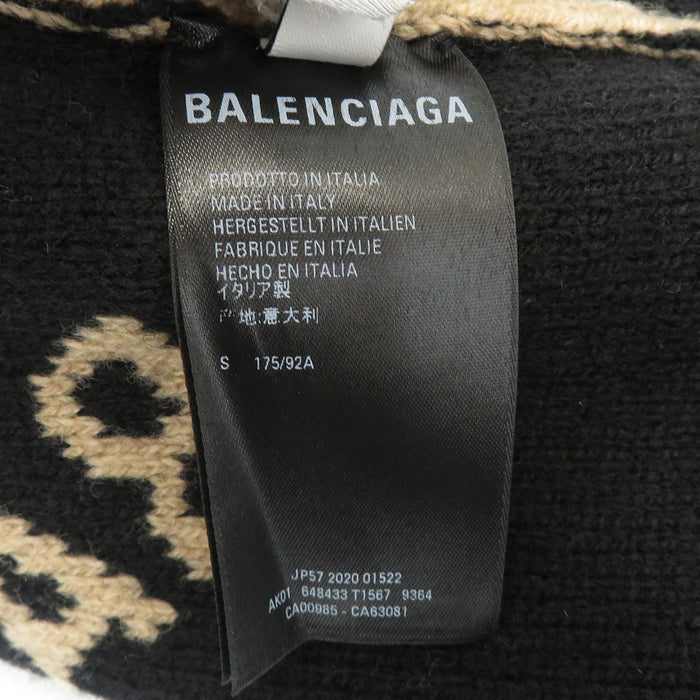 BALENCIAGA
PRODOTTO IN ITALIA
MADE IN ITALY
HERGESTELLT IN ITALIEN
FABRIQUE EN ITALIE
HECHO EN ITALIA
イタリア製
产地:意大利
S 175/92A
JP57 2020 01522
AKD1 648433 T1567 9364
CA00985 - CA63081